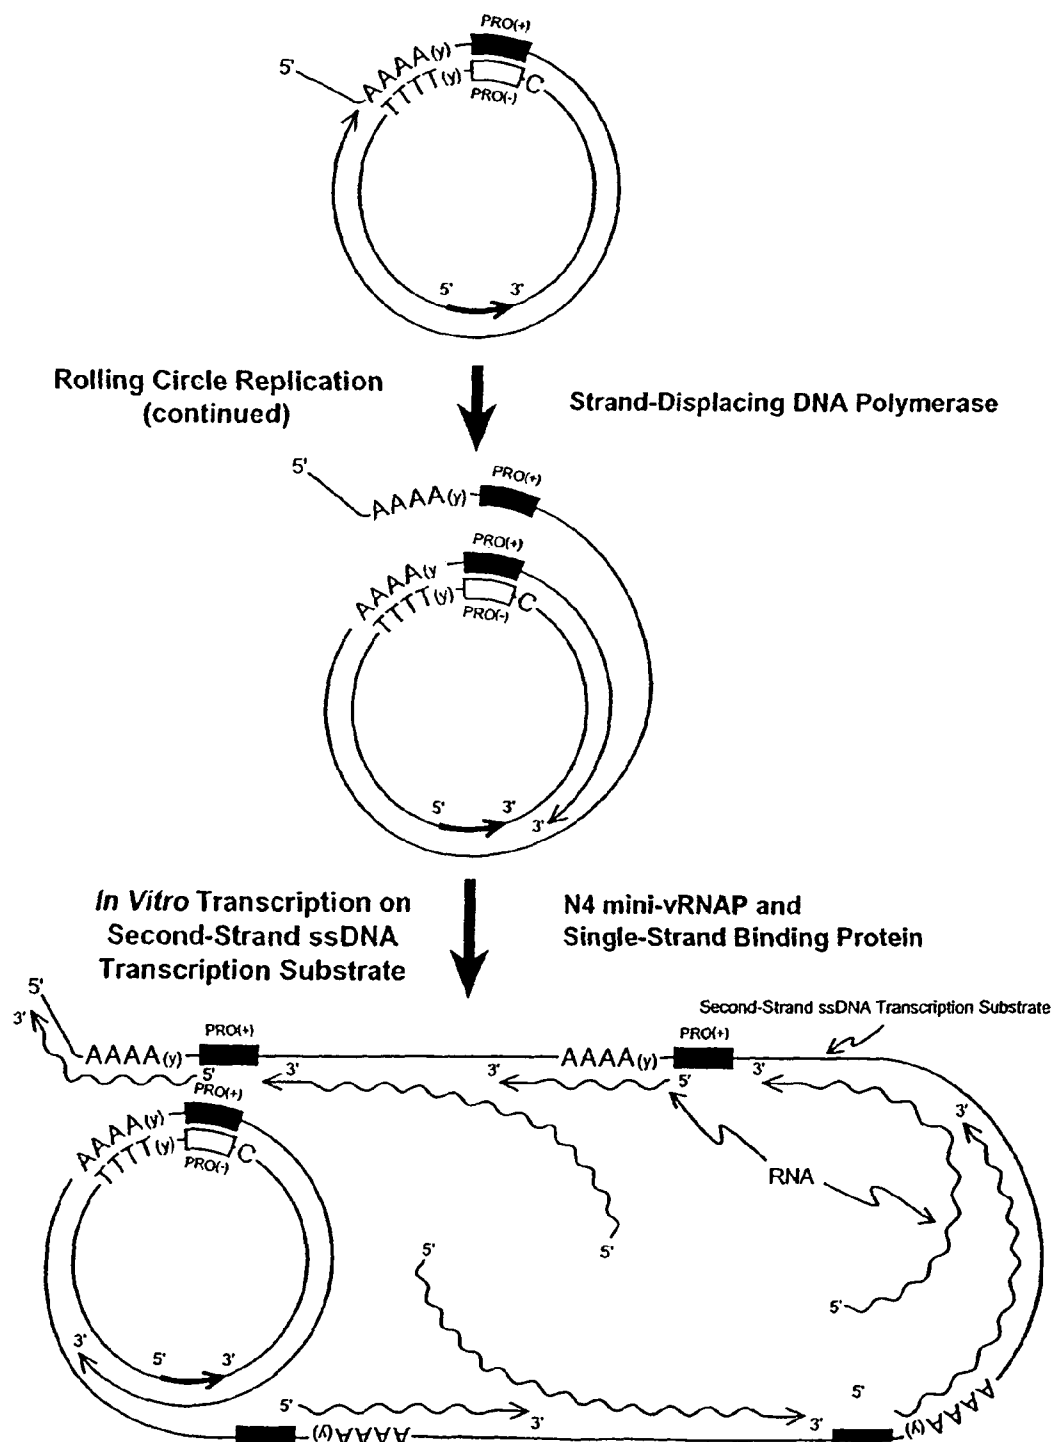 PRO(+)
5'
AAAA(y)
TTTT(y)
C
PRO(-)
5'
3'
Rolling Circle Replication
(continued)
Strand-Displacing DNA Polymerase
5'
PRO(+)
AAAA(y)
PRO(+)
AAAA(y
TTTT(y)
C
PRO(-)
5'
3'
3'
In Vitro Transcription on
Second-Strand ssDNA
Transcription Substrate
N4 mini-vRNAP and
Single-Strand Binding Protein
5'
3'
Second-Strand ssDNA Transcription Substrate
PRO(+)
PRO(+)
AAAA(y)
AAAA(y)
5'
3'
3'
5'
3'
PRO(+)
3'
AAAA(y)
TTTT(y)
C
PRO(-)
RNA
5'
5'
5'
3'
5'
3'
5'
5'
3'
3'
(y)AAAA
AAAA(y)